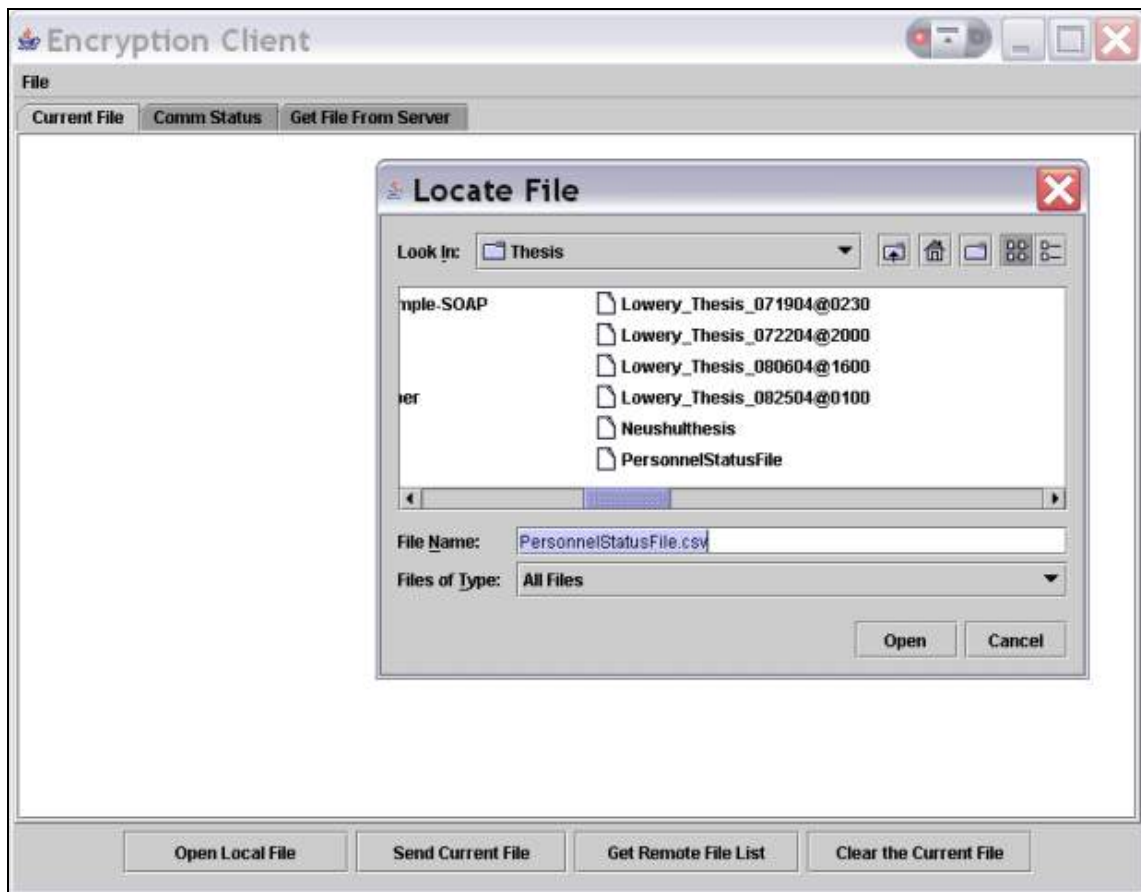 Encryption Client
File
Current File Comm Status Get File From Server
Locate File
Look In: Thesis
mple-SOAP Lowery_Thesis_071904@0230
Lowery_Thesis_072204@2000
Lowery_Thesis_080604@1600
ner Lowery_Thesis_082504@0100
Neushulthesis
PersonnelStatusFile
File Name: PersonnelStatusFile.csv
Files of Type: All Files
Open Cancel
Open Local File Send Current File Get Remote File List Clear the Current File